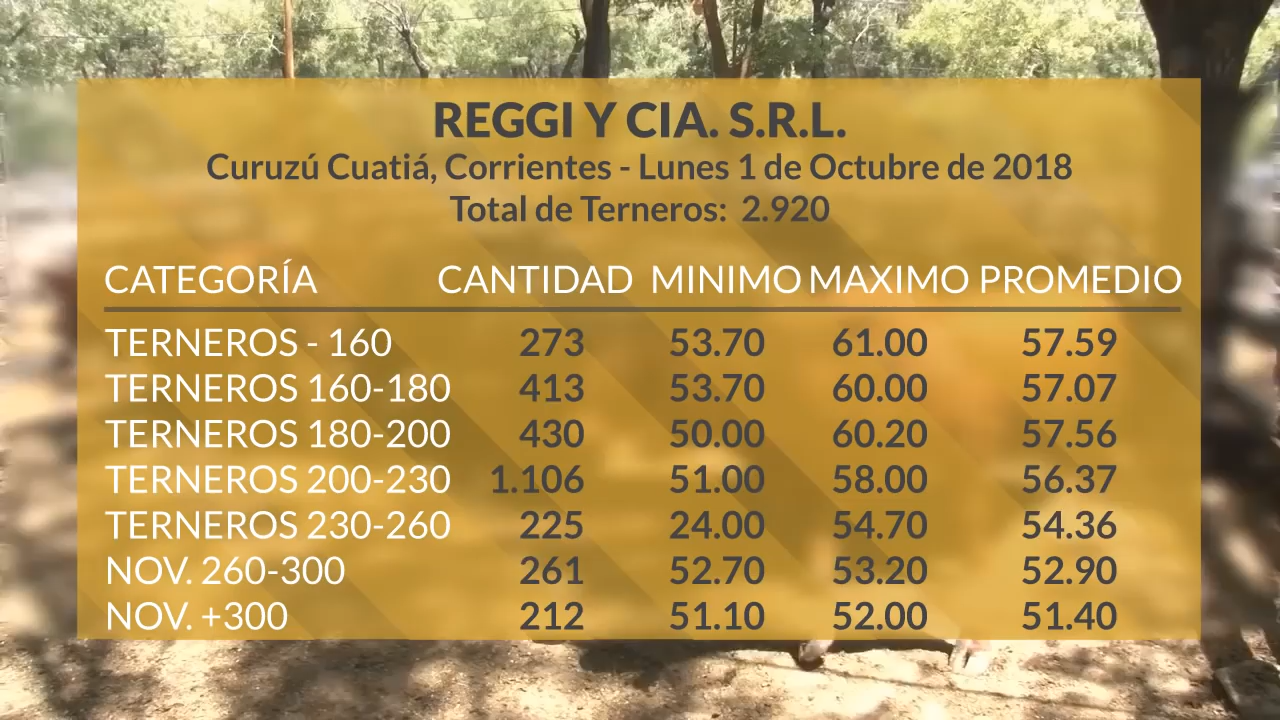 REGGI Y CIA. S.R.L.
Curuzú Cuatiá, Corrientes - Lunes 1 de Octubre de 2018
Total de Terneros: 2.920
CATEGORÍA CANTIDAD MINIMO MAXIMO PROMEDIO
TERNEROS - 160 273 53.70 61.00 57.59
TERNEROS 160-180 413 53.70 60.00 57.07
TERNEROS 180-200 430 50.00 60.20 57.56
TERNEROS 200-230 1.106 51.00 58.00 56.37
TERNEROS 230-260 225 24.00 54.70 54.36
NOV. 260-300 261 52.70 53.20 52.90
NOV. +300 212 51.10 52.00 51.40